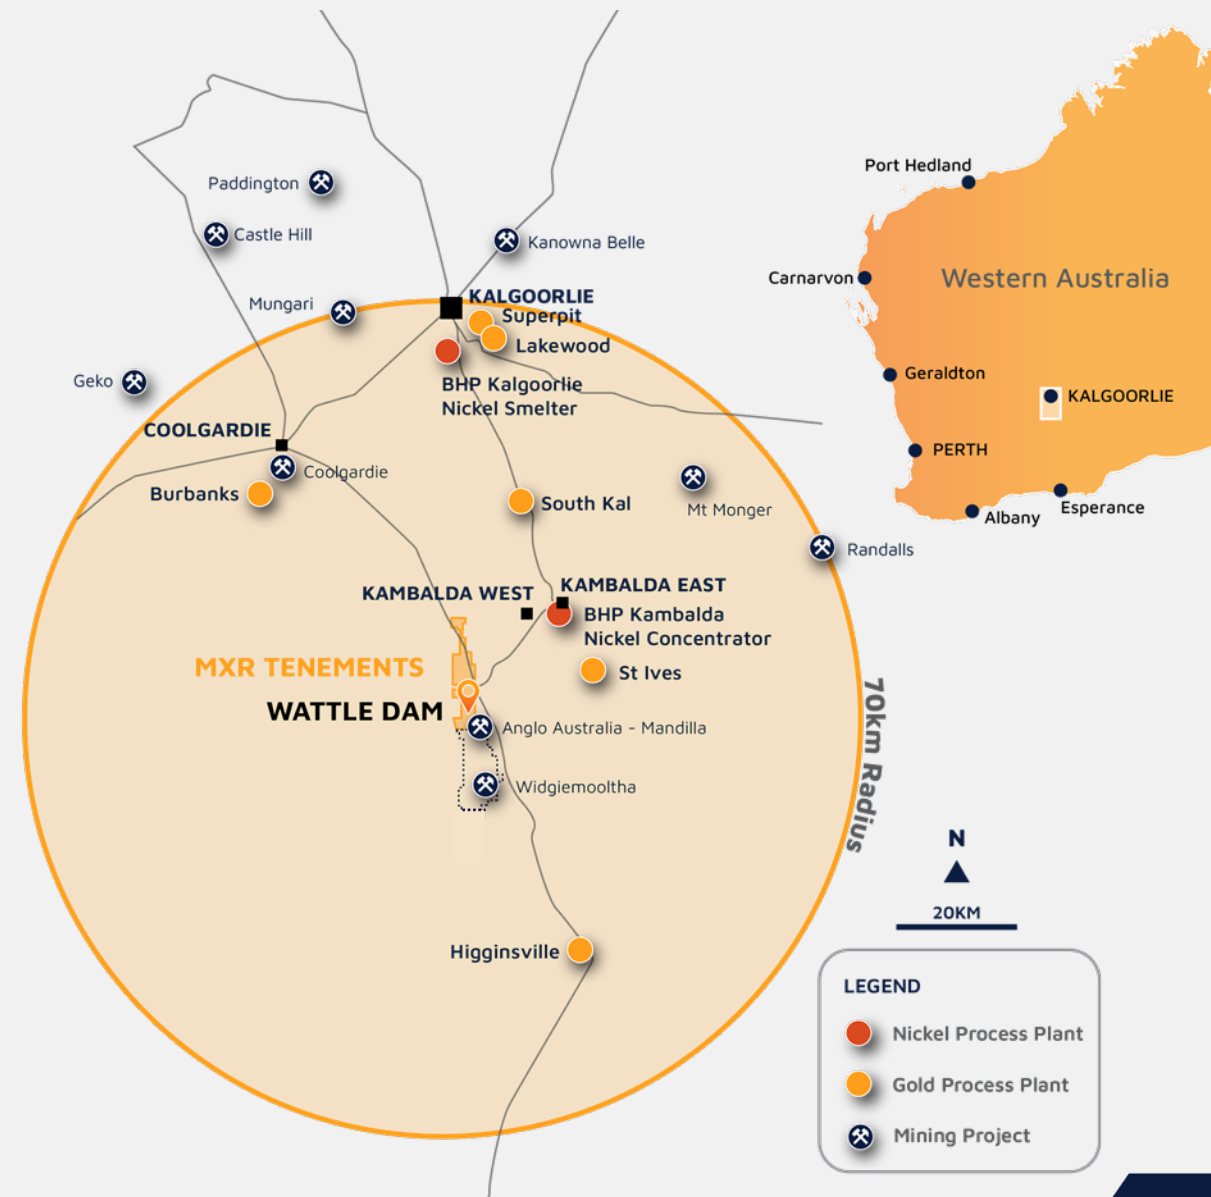 Port Hedland
Paddington
Castle Hill
Kanowna Belle
Carnarvon
Western Australia
KALGOORLIE
Mungari
Superpit
Lakewood
Geko
BHP Kalgoorlie
Nickel Smelter
Geraldton
KALGOORLIE
COOLGARDIE
PERTH
Coolgardie
Burbanks
South Kal
Mt Monger
Esperance
Albany
Randalls
KAMBALDA WEST
KAMBALDA EAST
BHP Kambalda
Nickel Concentrator
MXR TENEMENTS
St Ives
WATTLE DAM
Anglo Australia - Mandilla
70km Radius
Widgiemooltha
N
20KM
Higginsville
LEGEND
Nickel Process Plant
Gold Process Plant
Mining Project